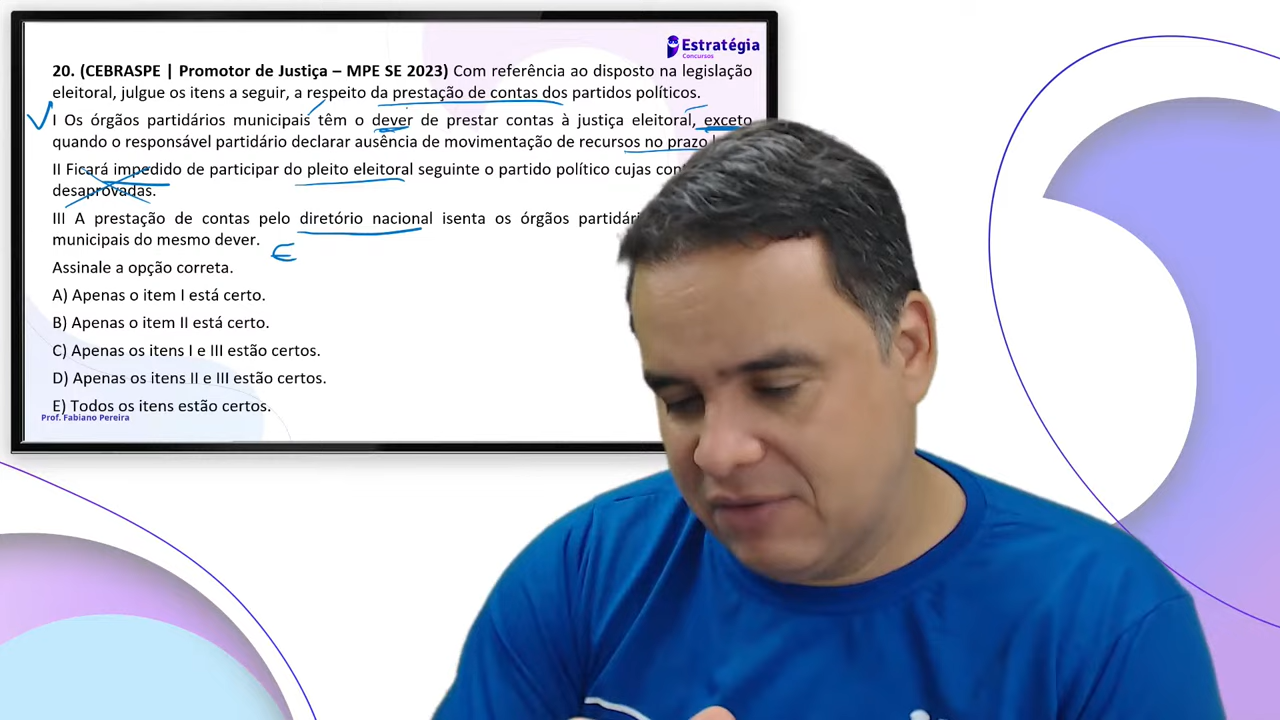 Estratégia
Concursos
20. (CEBRASPE | Promotor de Justiça – MPE SE 2023) Com referência ao disposto na legislação
eleitoral, julgue os itens a seguir, a respeito da prestação de contas dos partidos políticos.
I Os órgãos partidários municipais têm o dever de prestar contas à justiça eleitoral, exceto
quando o responsável partidário declarar ausência de movimentação de recursos no prazo
II Ficará impedido de participar do pleito eleitoral seguinte o partido político cujas
desaprovadas.
III A prestação de contas pelo diretório nacional isenta os órgãos
municipais do mesmo dever.
E
Assinale a opção correta.
A) Apenas o item I está certo.
B) Apenas o item II está certo.
C) Apenas os itens I e III estão certos.
D) Apenas os itens II e III estão certos.
E) Todos os itens estão certos.
Prof. Fabiano Pereira